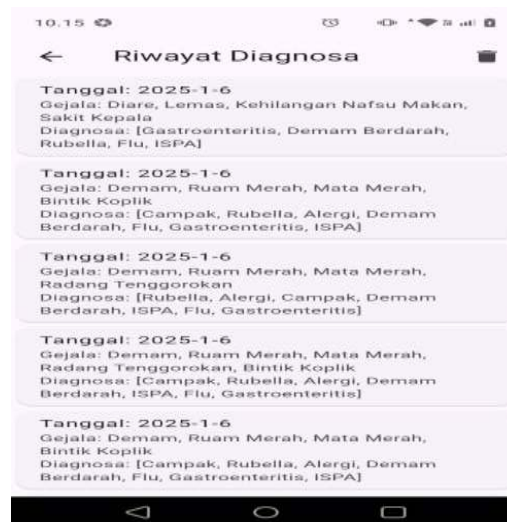 10.15
Riwayat Diagnosa
Tanggal: 2025-1-6
Gejala: Diare, Lemas, Kehilangan Nafsu Makan,
Sakit Kepala
Diagnosa: [Gastroenteritis, Demam Berdarah,
Rubella, Flu, ISPA]
Tanggal: 2025-1-6
Gejala: Demam, Ruam Merah, Mata Merah,
Bintik Koplik
Diagnosa: [Campak, Rubella, Alergi, Demam
Berdarah, Flu, Gastroenteritis, ISPA]
Tanggal: 2025-1-6
Gejala: Demam, Ruam Merah, Mata Merah,
Radang Tenggorokan
Diagnosa: [Rubella, Alergi, Campak, Demam
Berdarah, ISPA, Flu, Gastroenteritis]
Tanggal: 2025-1-6
Gejala: Demam, Ruam Merah, Mata Merah,
Radang Tenggorokan, Bintik Koplik
Diagnosa: [Campak, Rubella, Alergi, Demam
Berdarah, ISPA, Flu, Gastroenteritis]
Tanggal: 2025-1-6
Gejala: Demam, Ruam Merah, Mata Merah,
Bintik Koplik
Diagnosa: [Campak, Rubella, Alergi, Demam
Berdarah, Flu, Gastroenteritis, ISPA]